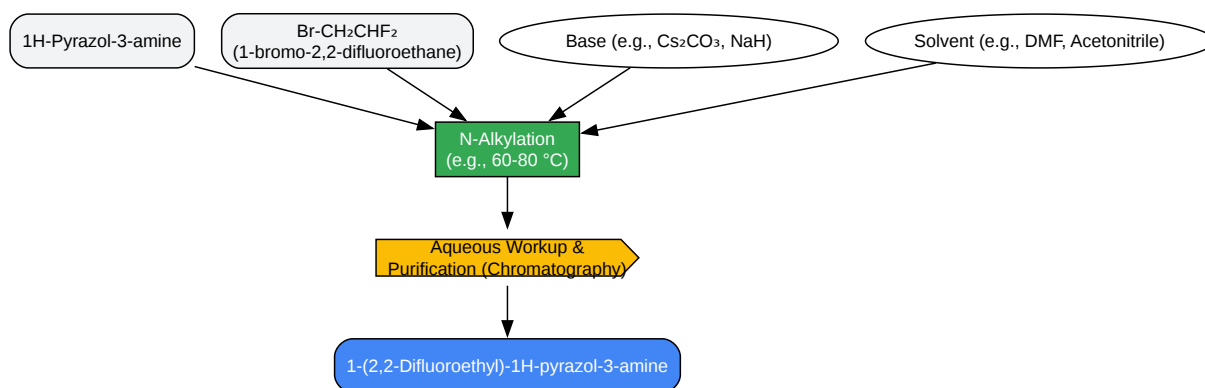 1H-Pyrazol-3-amine
Br-CH₂CHF₂
(1-bromo-2,2-difluoroethane)
Base (e.g., Cs₂CO₃, NaH)
Solvent (e.g., DMF, Acetonitrile)
N-Alkylation
(e.g., 60-80 °C)
Aqueous Workup &
Purification (Chromatography)
1-(2,2-Difluoroethyl)-1H-pyrazol-3-amine